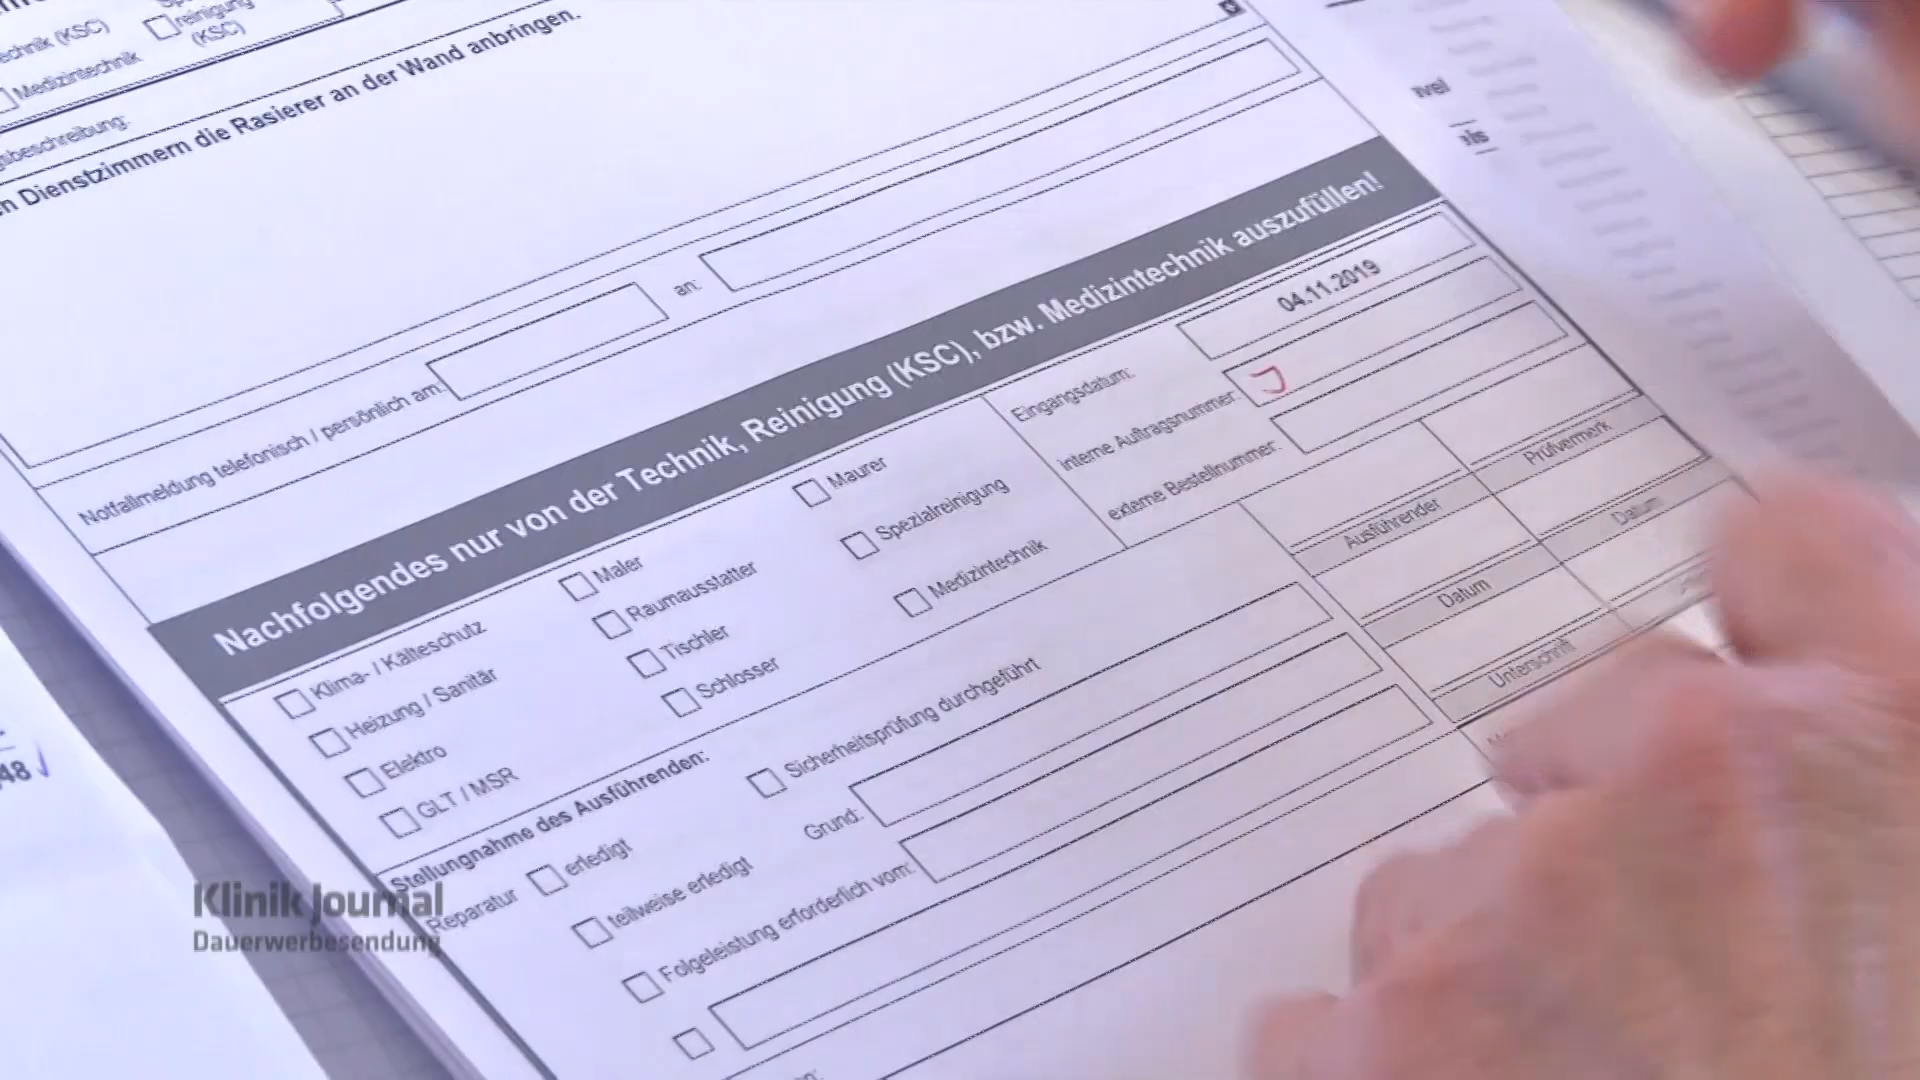 echnik (KSC)
reinigung
(KSC)
Medizintechnik
gsbeschreibung:
n Dienstzimmern die Rasierer an der Wand anbringen.
Notfallmeldung telefonisch / persönlich am:
an:
Nachfolgendes nur von der Technik, Reinigung (KSC), bzw. Medizintechnik auszufüllen!
Klima- / Kälteschutz
Heizung / Sanitär
Elektro
GLT / MSR
Maler
Raumausstatter
Tischler
Schlosser
Maurer
Spezialreinigung
Medizintechnik
Eingangsdatum:
04.11.2019
interne Auftragsnummer:
externe Bestellnummer:
Stellungnahme des Ausführenden:
Reparatur
erledigt
teilweise erledigt
Folgeleistung erforderlich vom:
Sicherheitsprüfung durchgeführt
Grund:
Ausführender
Datum
Unterschrift
Prüfvermerk
Datum
48
Klinik Journal
Dauerwerbesendung